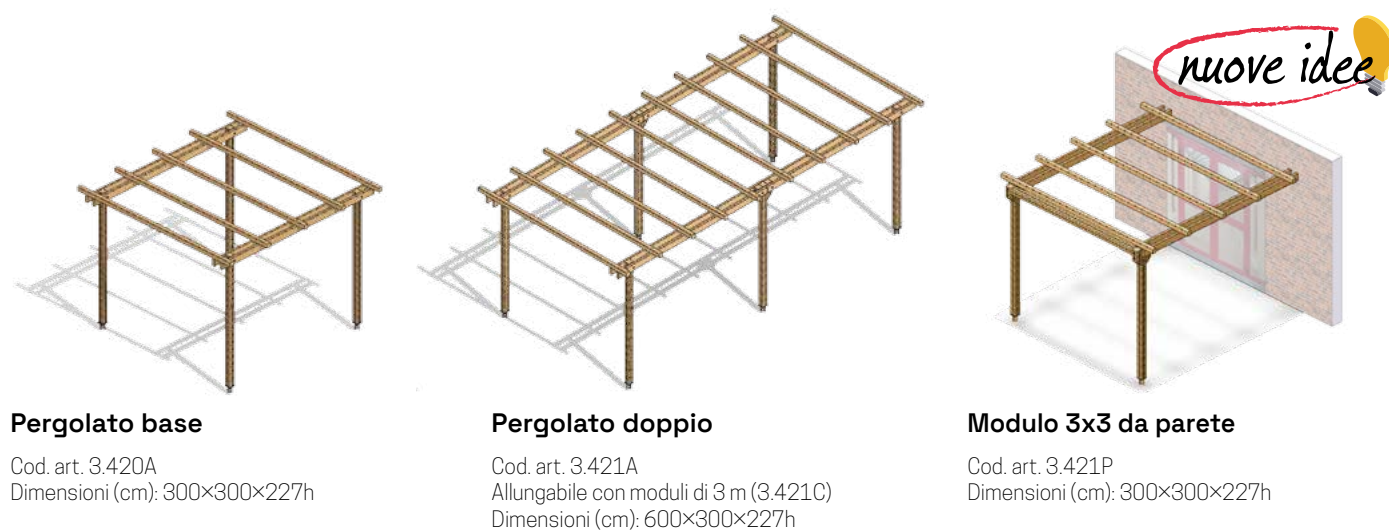 nuove idee
Pergolato base
Cod. art. 3.420A
Dimensioni (cm): 300×300×227h
Pergolato doppio
Cod. art. 3.421A
Allungabile con moduli di 3 m (3.421C)
Dimensioni (cm): 600×300×227h
Modulo 3x3 da parete
Cod. art. 3.421P
Dimensioni (cm): 300×300×227h